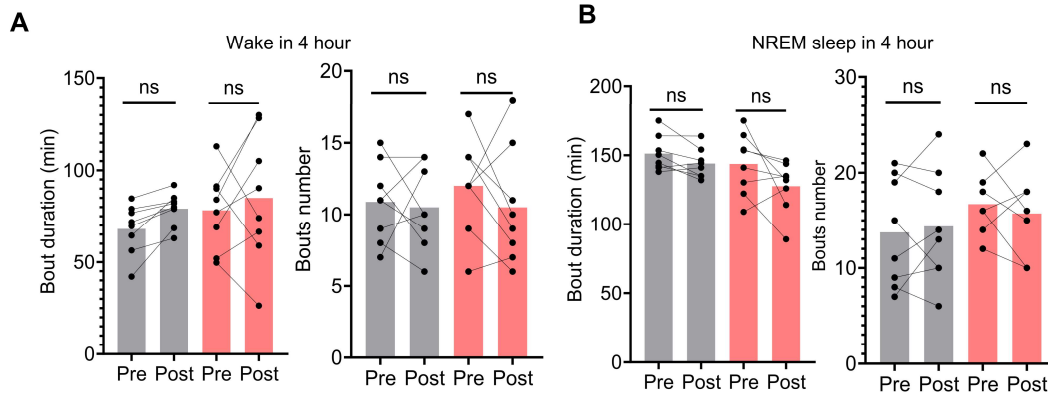 A
Wake in 4 hour
Bout duration (min)
150
100
50
0
ns
ns
Pre Post Pre Post
Bouts number
20
15
10
5
0
ns
ns
Pre Post Pre Post
B
NREM sleep in 4 hour
Bout duration (min)
200
150
100
50
0
ns
ns
Pre Post Pre Post
Bouts number
30
20
10
0
ns
ns
Pre Post Pre Post